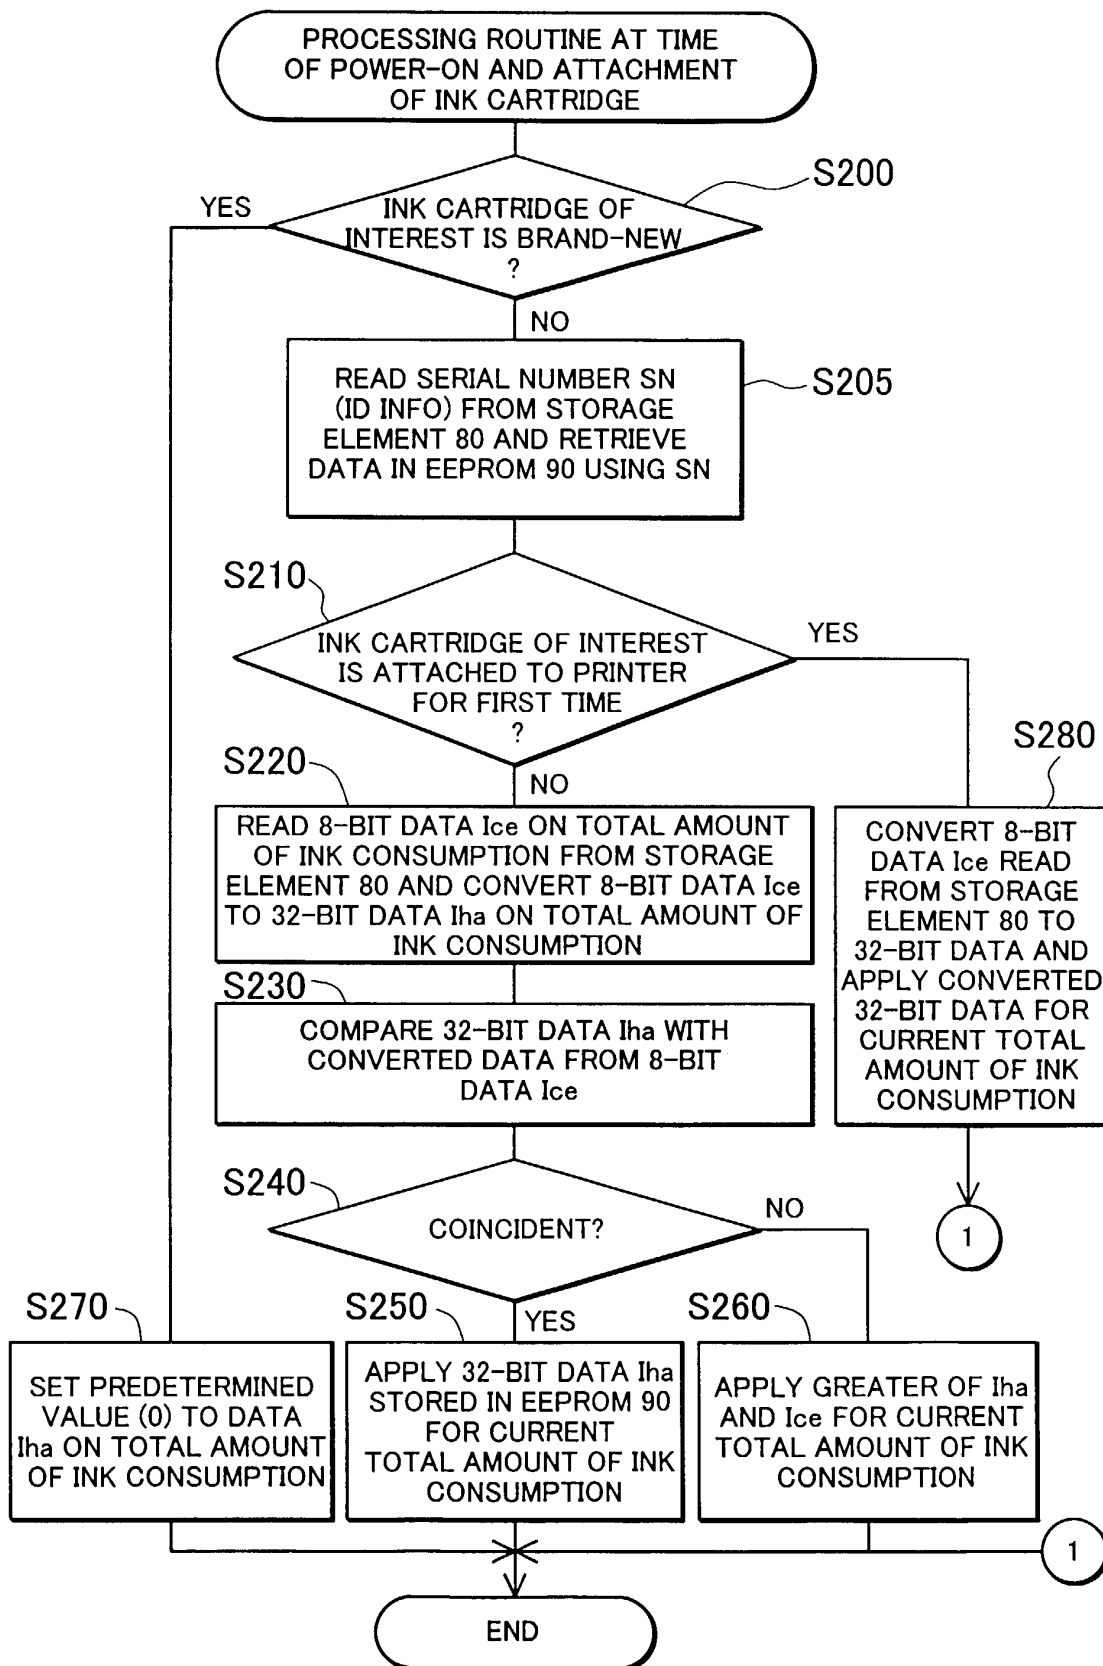 PROCESSING ROUTINE AT TIME
OF POWER-ON AND ATTACHMENT
OF INK CARTRIDGE
S200
YES
INK CARTRIDGE OF
INTEREST IS BRAND-NEW
?
NO
S205
READ SERIAL NUMBER SN
(ID INFO) FROM STORAGE
ELEMENT 80 AND RETRIEVE
DATA IN EEPROM 90 USING SN
S210
INK CARTRIDGE OF INTEREST
IS ATTACHED TO PRINTER
FOR FIRST TIME
?
YES
NO
S220
READ 8-BIT DATA Ice ON TOTAL AMOUNT
OF INK CONSUMPTION FROM STORAGE
ELEMENT 80 AND CONVERT 8-BIT DATA Ice
TO 32-BIT DATA Iha ON TOTAL AMOUNT OF
INK CONSUMPTION
S280
CONVERT 8-BIT
DATA Ice READ
FROM STORAGE
ELEMENT 80 TO
32-BIT DATA AND
APPLY CONVERTED
32-BIT DATA FOR
CURRENT TOTAL
AMOUNT OF INK
CONSUMPTION
1
S230
COMPARE 32-BIT DATA Iha WITH
CONVERTED DATA FROM 8-BIT
DATA Ice
S240
COINCIDENT?
NO
YES
S270
SET PREDETERMINED
VALUE (0) TO DATA
Iha ON TOTAL AMOUNT
OF INK CONSUMPTION
S250
APPLY 32-BIT DATA Iha
STORED IN EEPROM 90
FOR CURRENT
TOTAL AMOUNT OF INK
CONSUMPTION
S260
APPLY GREATER OF Iha
AND Ice FOR CURRENT
TOTAL AMOUNT OF INK
CONSUMPTION
1
END